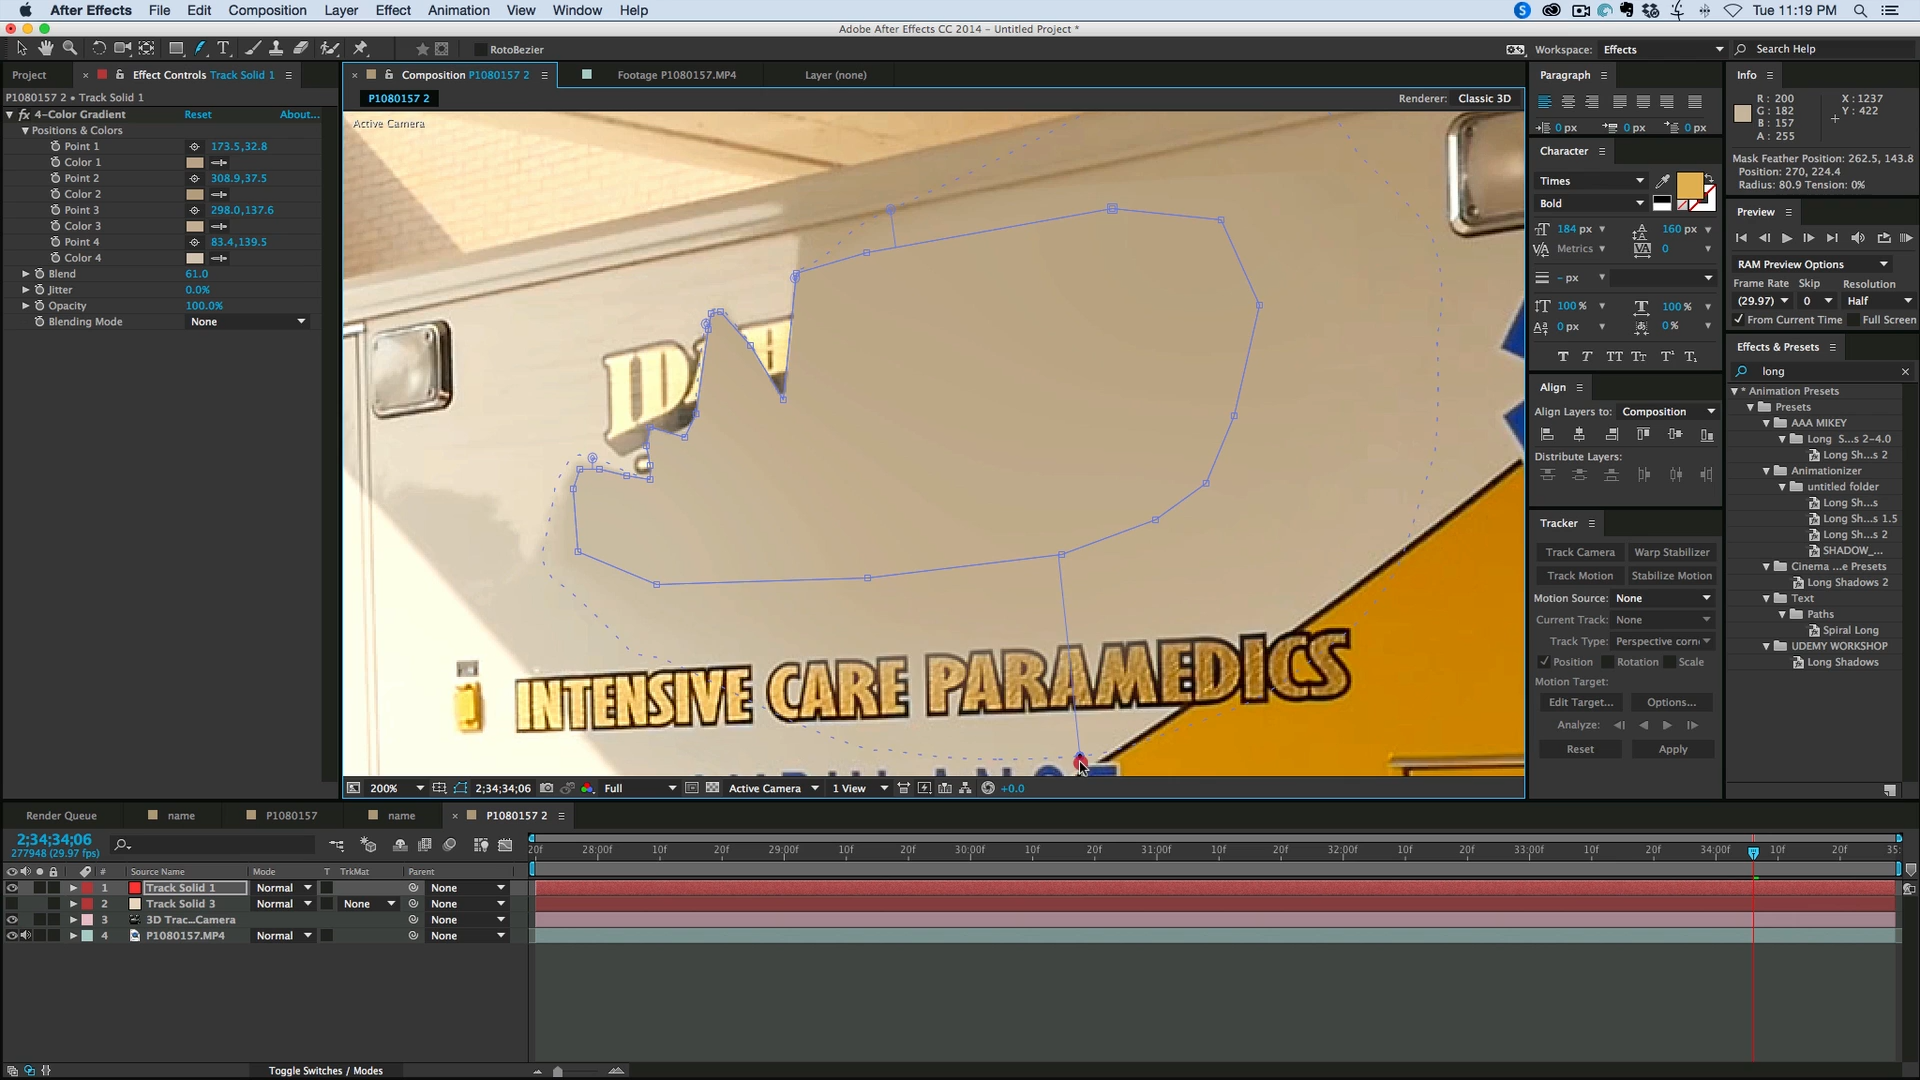 After Effects File Edit Composition Layer Effect Animation View Window Help
Tue 11:19 PM
Adobe After Effects CC 2014 - Untitled Project *
RotoBezier
Workspace: Effects
Search Help
Project
Effect Controls Track Solid 1
P1080157 2 • Track Solid 1
fx 4-Color Gradient Reset About...
Positions & Colors
Point 1 173.5,32.8
Color 1
Point 2 308.9,37.5
Color 2
Point 3 298.0,137.6
Color 3
Point 4 83.4,139.5
Color 4
Blend 61.0
Jitter 0.0%
Opacity 100.0%
Blending Mode None
Composition P1080157 2
Footage P1080157.MP4
Layer (none)
P1080157 2
Renderer: Classic 3D
Active Camera
INTENSIVE CARE PARAMEDICS
200% 2;34;34;06 Full Active Camera 1 View +0.0
Paragraph
0 px 0 px 0 px
Character
Times
Bold
184 px 160 px
Metrics 0
- px
100% 100%
0 px 0%
Align
Align Layers to: Composition
Distribute Layers:
Tracker
Track Camera Warp Stabilizer
Track Motion Stabilize Motion
Motion Source: None
Current Track: None
Track Type: Perspective corn
Position Rotation Scale
Motion Target:
Edit Target... Options...
Analyze:
Reset Apply
Info
R : 200 X : 1237
G : 182 Y : 422
B : 157
A : 255
Mask Feather Position: 262.5, 143.8
Position: 270, 224.4
Radius: 80.9 Tension: 0%
Preview
RAM Preview Options
Frame Rate Skip Resolution
(29.97) 0 Half
From Current Time Full Screen
Effects & Presets
long
* Animation Presets
Presets
AAA MIKEY
Long S...s 2-4.0
Long Sh...s 2
Animationizer
untitled folder
Long Sh...s
Long Sh...s 1.5
Long Sh...s 2
SHADOW_...
Cinema ...e Presets
Long Shadows 2
Text
Paths
Spiral Long
UDEMY WORKSHOP
Long Shadows
Render Queue name P1080157 name P1080157 2
2;34;34;06
277948 (29.97 fps)
20f 28:00f 10f 20f 29:00f 10f 20f 30:00f 10f 20f 31:00f 10f 20f 32:00f 10f 20f 33:00f 10f 20f 34:00f 10f 20f 35:
# Source Name Mode T TrkMat Parent
1 Track Solid 1 Normal None
2 Track Solid 3 Normal None None
3 3D Trac...Camera None
4 P1080157.MP4 Normal None
Toggle Switches / Modes